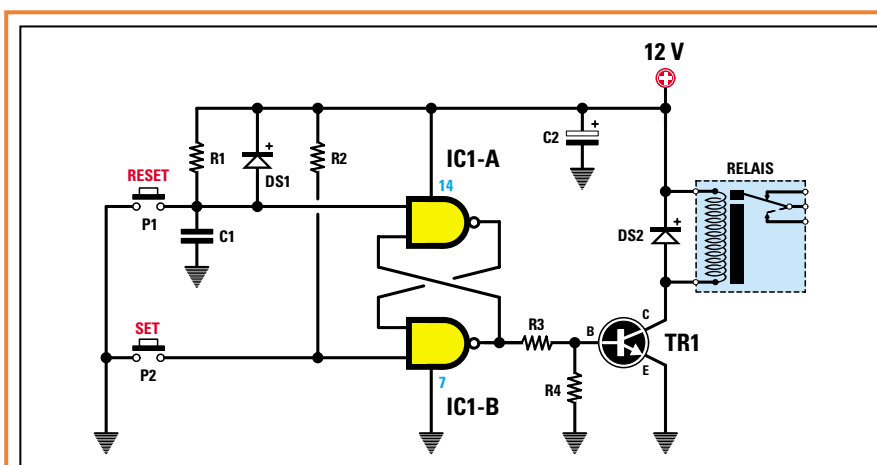 12 V
+
C2
+
R1
DS1
+
R2
IC1-A
RELAIS
RESET
14
P1
C1
DS2
+
SET
P2
R3
B
C
TR1
E
7
R4
IC1-B